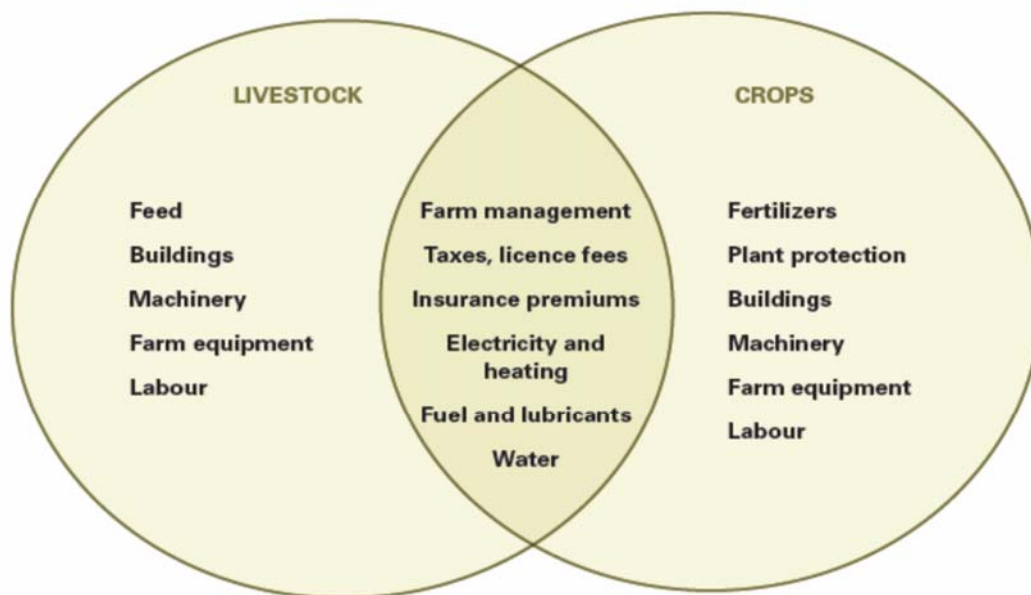 LIVESTOCK
Feed
Buildings
Machinery
Farm equipment
Labour
Farm management
Taxes, licence fees
Insurance premiums
Electricity and
heating
Fuel and lubricants
Water
CROPS
Fertilizers
Plant protection
Buildings
Machinery
Farm equipment
Labour